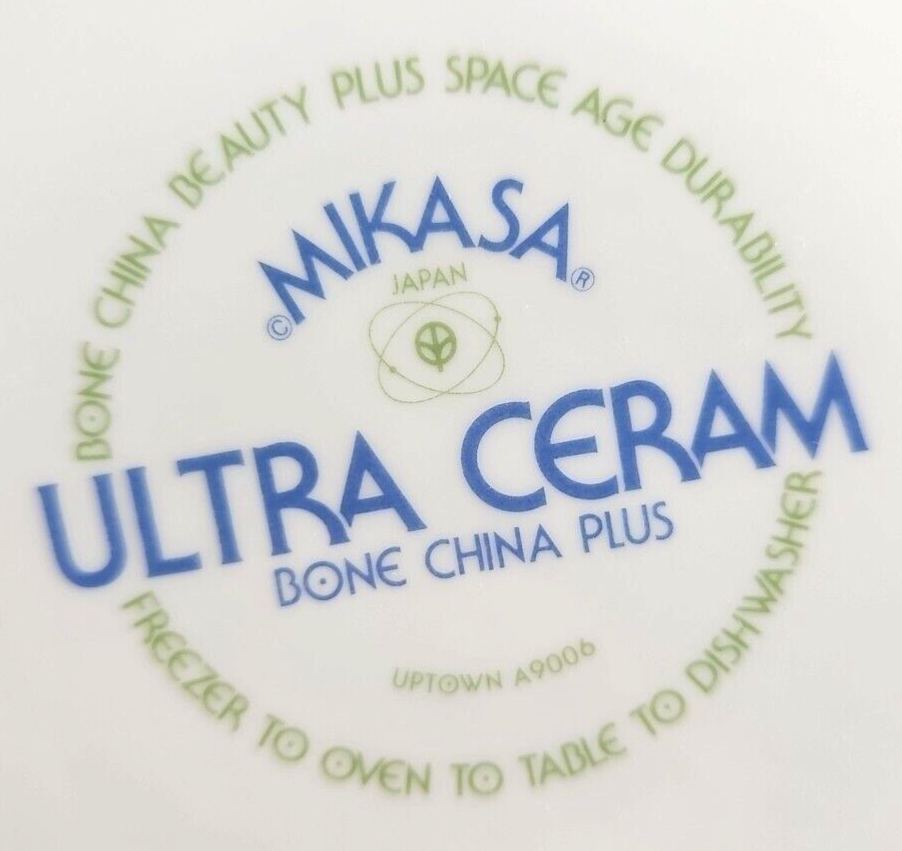 BONE CHINA BEAUTY PLUS SPACE AGE DURABILITY
© MIKASA ®
JAPAN
ULTRA CERAM
BONE CHINA PLUS
UPTOWN A9006
FREEZER TO OVEN TO TABLE TO DISHWASHER